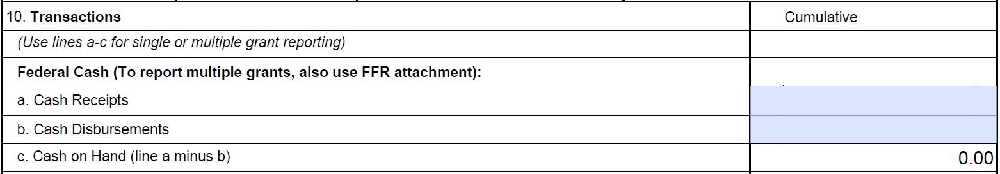 10. Transactions
Cumulative
(Use lines a-c for single or multiple grant reporting)
Federal Cash (To report multiple grants, also use FFR attachment):
a. Cash Receipts
b. Cash Disbursements
c. Cash on Hand (line a minus b)
0.00